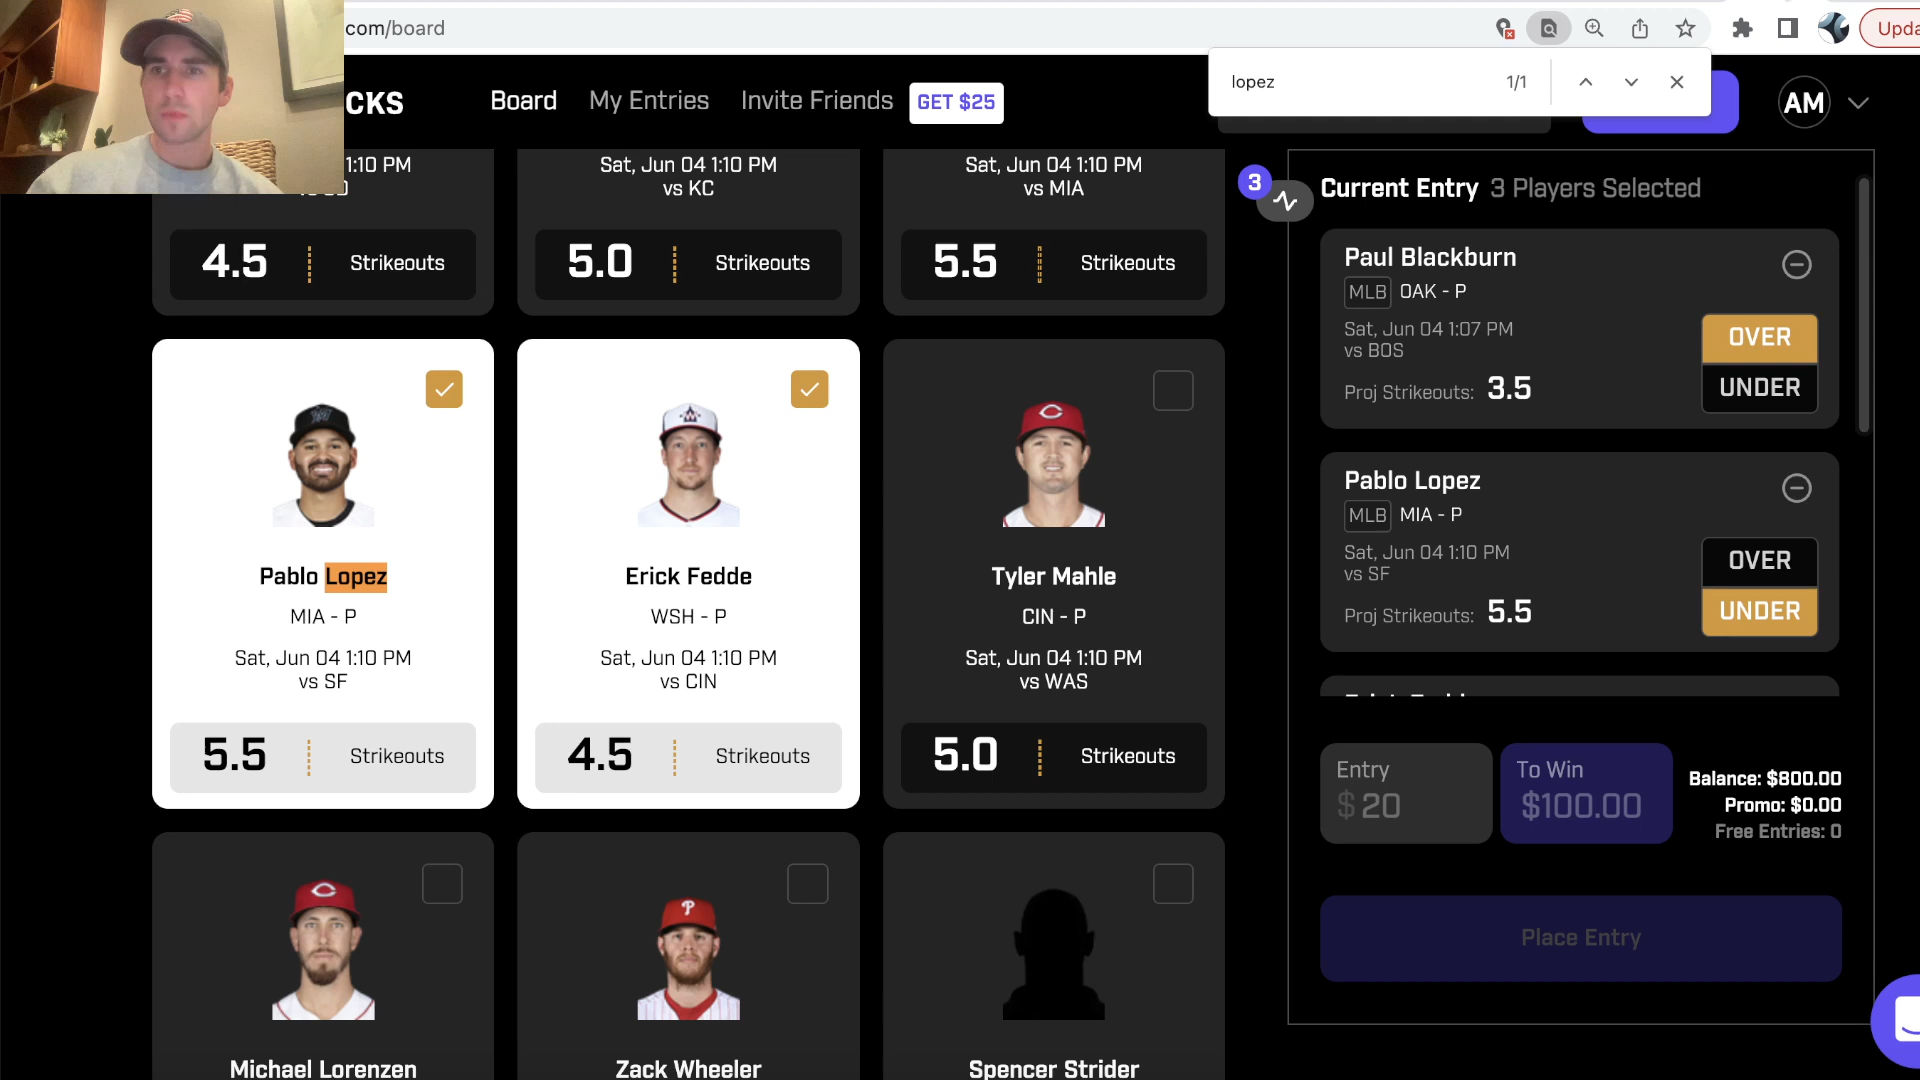 com/board
Upda
lopez
1/1
CKS
Board
My Entries
Invite Friends
GET $25
AM
1:10 PM
Sat, Jun 04 1:10 PM
vs KC
Sat, Jun 04 1:10 PM
vs MIA
4.5
Strikeouts
5.0
Strikeouts
5.5
Strikeouts
Pablo Lopez
MIA - P
Sat, Jun 04 1:10 PM
vs SF
5.5
Strikeouts
Erick Fedde
WSH - P
Sat, Jun 04 1:10 PM
vs CIN
4.5
Strikeouts
Tyler Mahle
CIN - P
Sat, Jun 04 1:10 PM
vs WAS
5.0
Strikeouts
Michael Lorenzen
Zack Wheeler
Spencer Strider
3
Current Entry 3 Players Selected
Paul Blackburn
MLB OAK - P
Sat, Jun 04 1:07 PM
vs BOS
Proj Strikeouts: 3.5
OVER
UNDER
Pablo Lopez
MLB MIA - P
Sat, Jun 04 1:10 PM
vs SF
Proj Strikeouts: 5.5
OVER
UNDER
Entry
$ 20
To Win
$100.00
Balance: $800.00
Promo: $0.00
Free Entries: 0
Place Entry